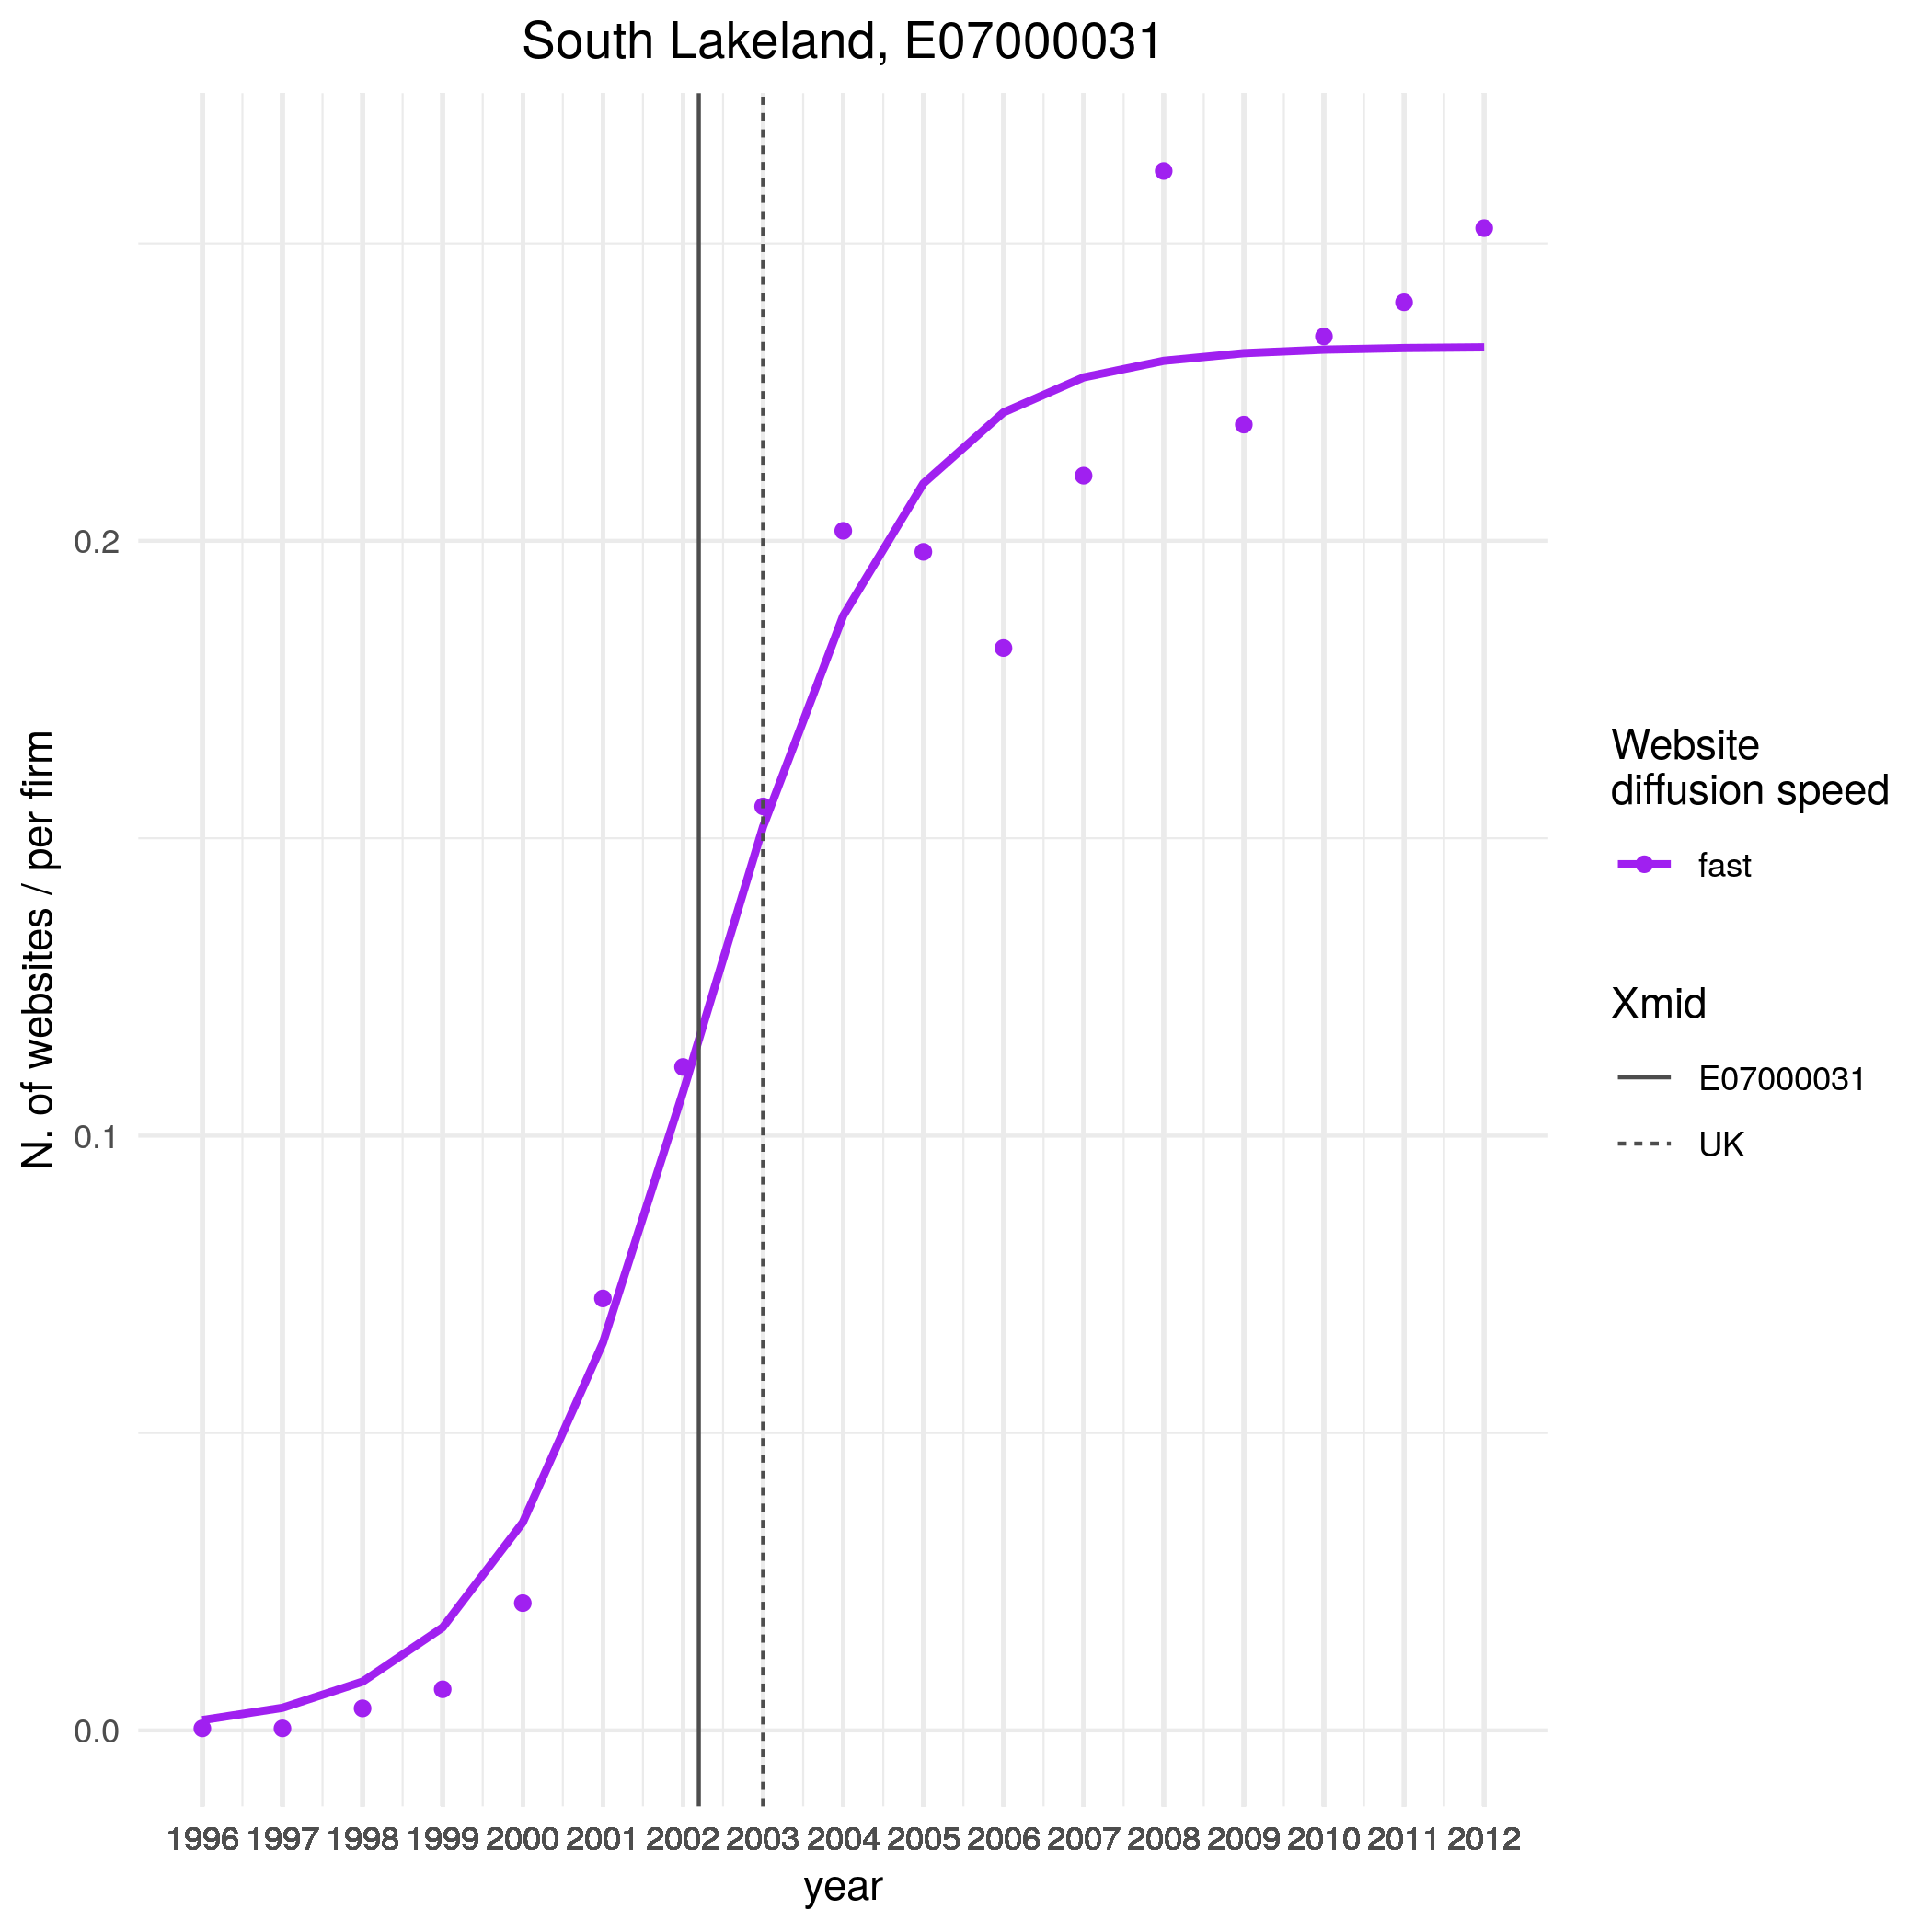 South Lakeland, E07000031
N. of websites / per firm
0.2
0.1
0.0
1996 1997 1998 1999 2000 2001 2002 2003 2004 2005 2006 2007 2008 2009 2010 2011 2012
year
Website
diffusion speed
fast
Xmid
E07000031
UK